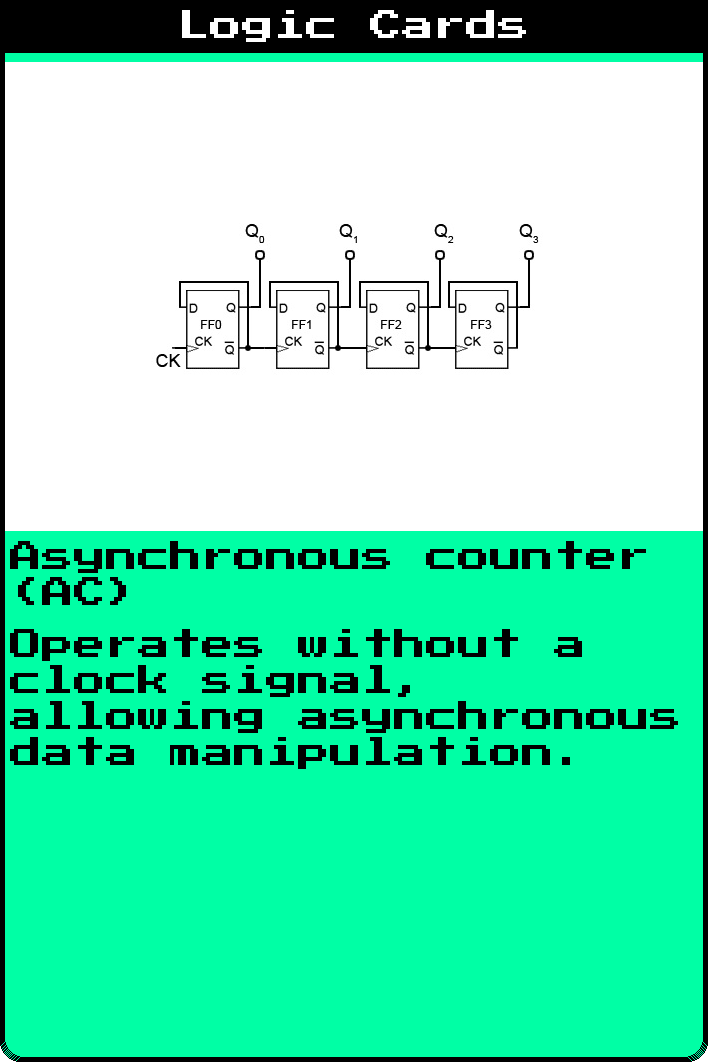 Logic Cards
Q0 Q1 Q2 Q3
D Q D Q D Q D Q
FF0 FF1 FF2 FF3
CK CK CK CK
Q̅ Q̅ Q̅ Q̅
CK
Asynchronous counter
(AC)
Operates without a
clock signal,
allowing asynchronous
data manipulation.